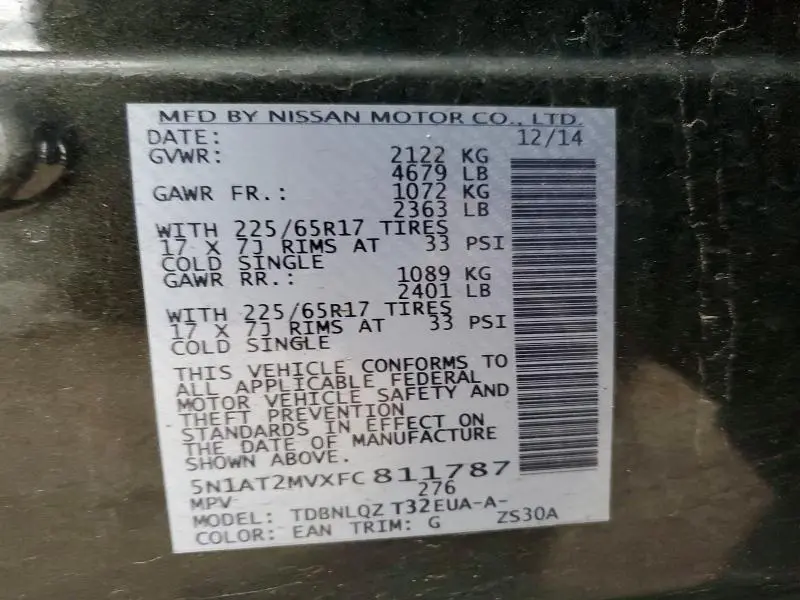 MFD BY NISSAN MOTOR CO., LTD.
DATE: 12/14
GVWR: 2122 KG
4679 LB
GAWR FR.: 1072 KG
2363 LB
WITH 225/65R17 TIRES
17 X 7J RIMS AT 33 PSI
COLD SINGLE
GAWR RR.: 1089 KG
2401 LB
WITH 225/65R17 TIRES
17 X 7J RIMS AT 33 PSI
COLD SINGLE
THIS VEHICLE CONFORMS TO
ALL APPLICABLE FEDERAL
MOTOR VEHICLE SAFETY AND
THEFT PREVENTION
STANDARDS IN EFFECT ON
THE DATE OF MANUFACTURE
SHOWN ABOVE.
5N1AT2MVXFC 811787
MPV 276
MODEL: TDBNLQZ T32EUA-A-
COLOR: EAN TRIM: G ZS30A